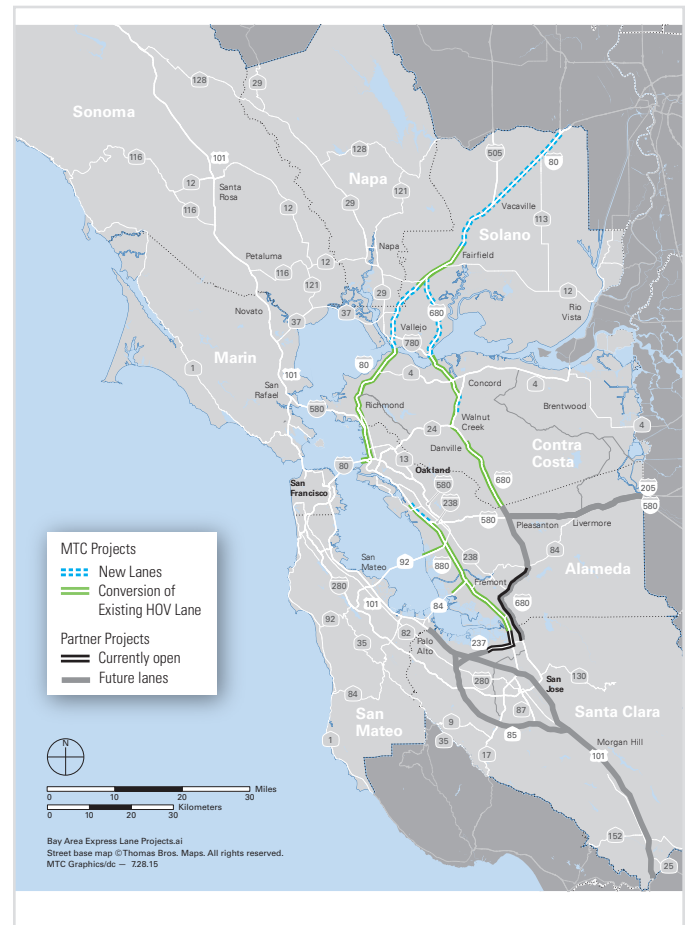 128
29
Sonoma
116
101
12
Santa
Rosa
116
12
128
Napa
121
29
505
80
Vacaville
113
Solano
Napa
Fairfield
Petaluma
12
116
121
29
12
Rio
Vista
680
Novato
37
37
Vallejo
780
Marin
1
101
80
4
Concord
4
San
Rafael
580
Richmond
Brentwood
Walnut
Creek
24
4
Danville
Contra
Costa
13
80
Oakland
680
580
205
San
Francisco
238
580
580
Pleasanton
Livermore
84
San
Mateo
92
238
880
Alameda
Fremont
280
101
84
680
92
82
Palo
Alto
237
35
280
San
Jose
130
84
87
Santa Clara
San
Mateo
9
85
1
35
17
Morgan Hill
101
152
25
MTC Projects
New Lanes
Conversion of
Existing HOV Lane
Partner Projects
Currently open
Future lanes
N
Miles
0 10 20 30
Kilometers
0 10 20 30
Bay Area Express Lane Projects.ai
Street base map ©Thomas Bros. Maps. All rights reserved.
MTC Graphics/dc — 7.28.15